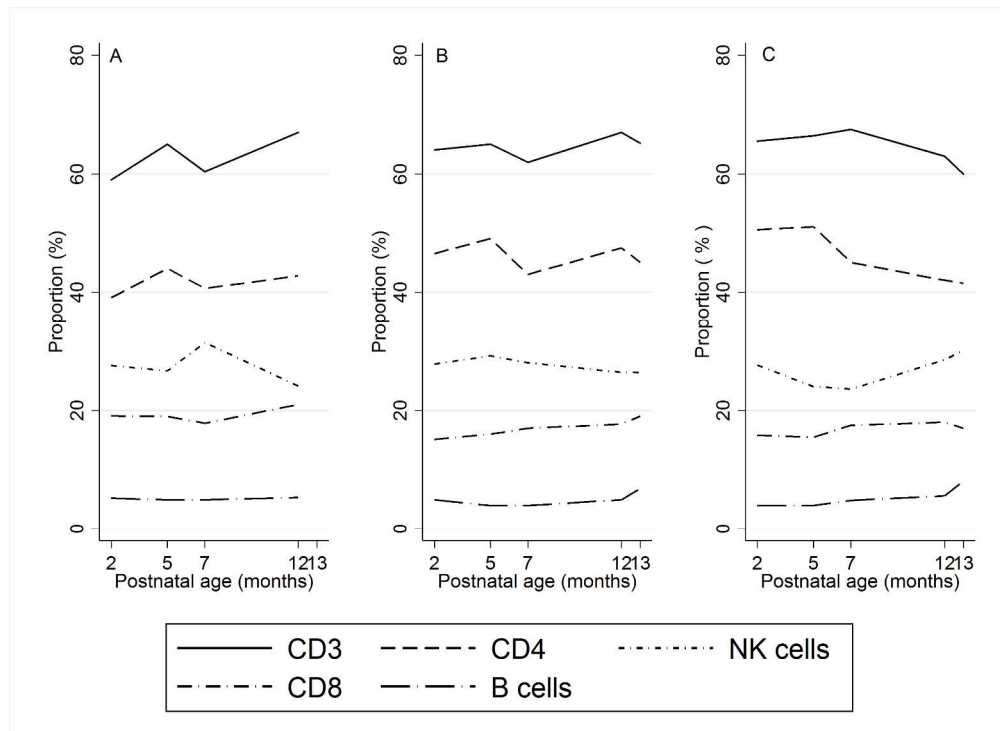 A
B
C
80
60
40
20
0
Proportion (%)
2 5 7 1213
Postnatal age (months)
80
60
40
20
0
Proportion (%)
2 5 7 1213
Postnatal age (months)
80
60
40
20
0
Proportion ( % )
2 5 7 1213
Postnatal age (months)
CD3 CD4 NK cells
CD8 B cells